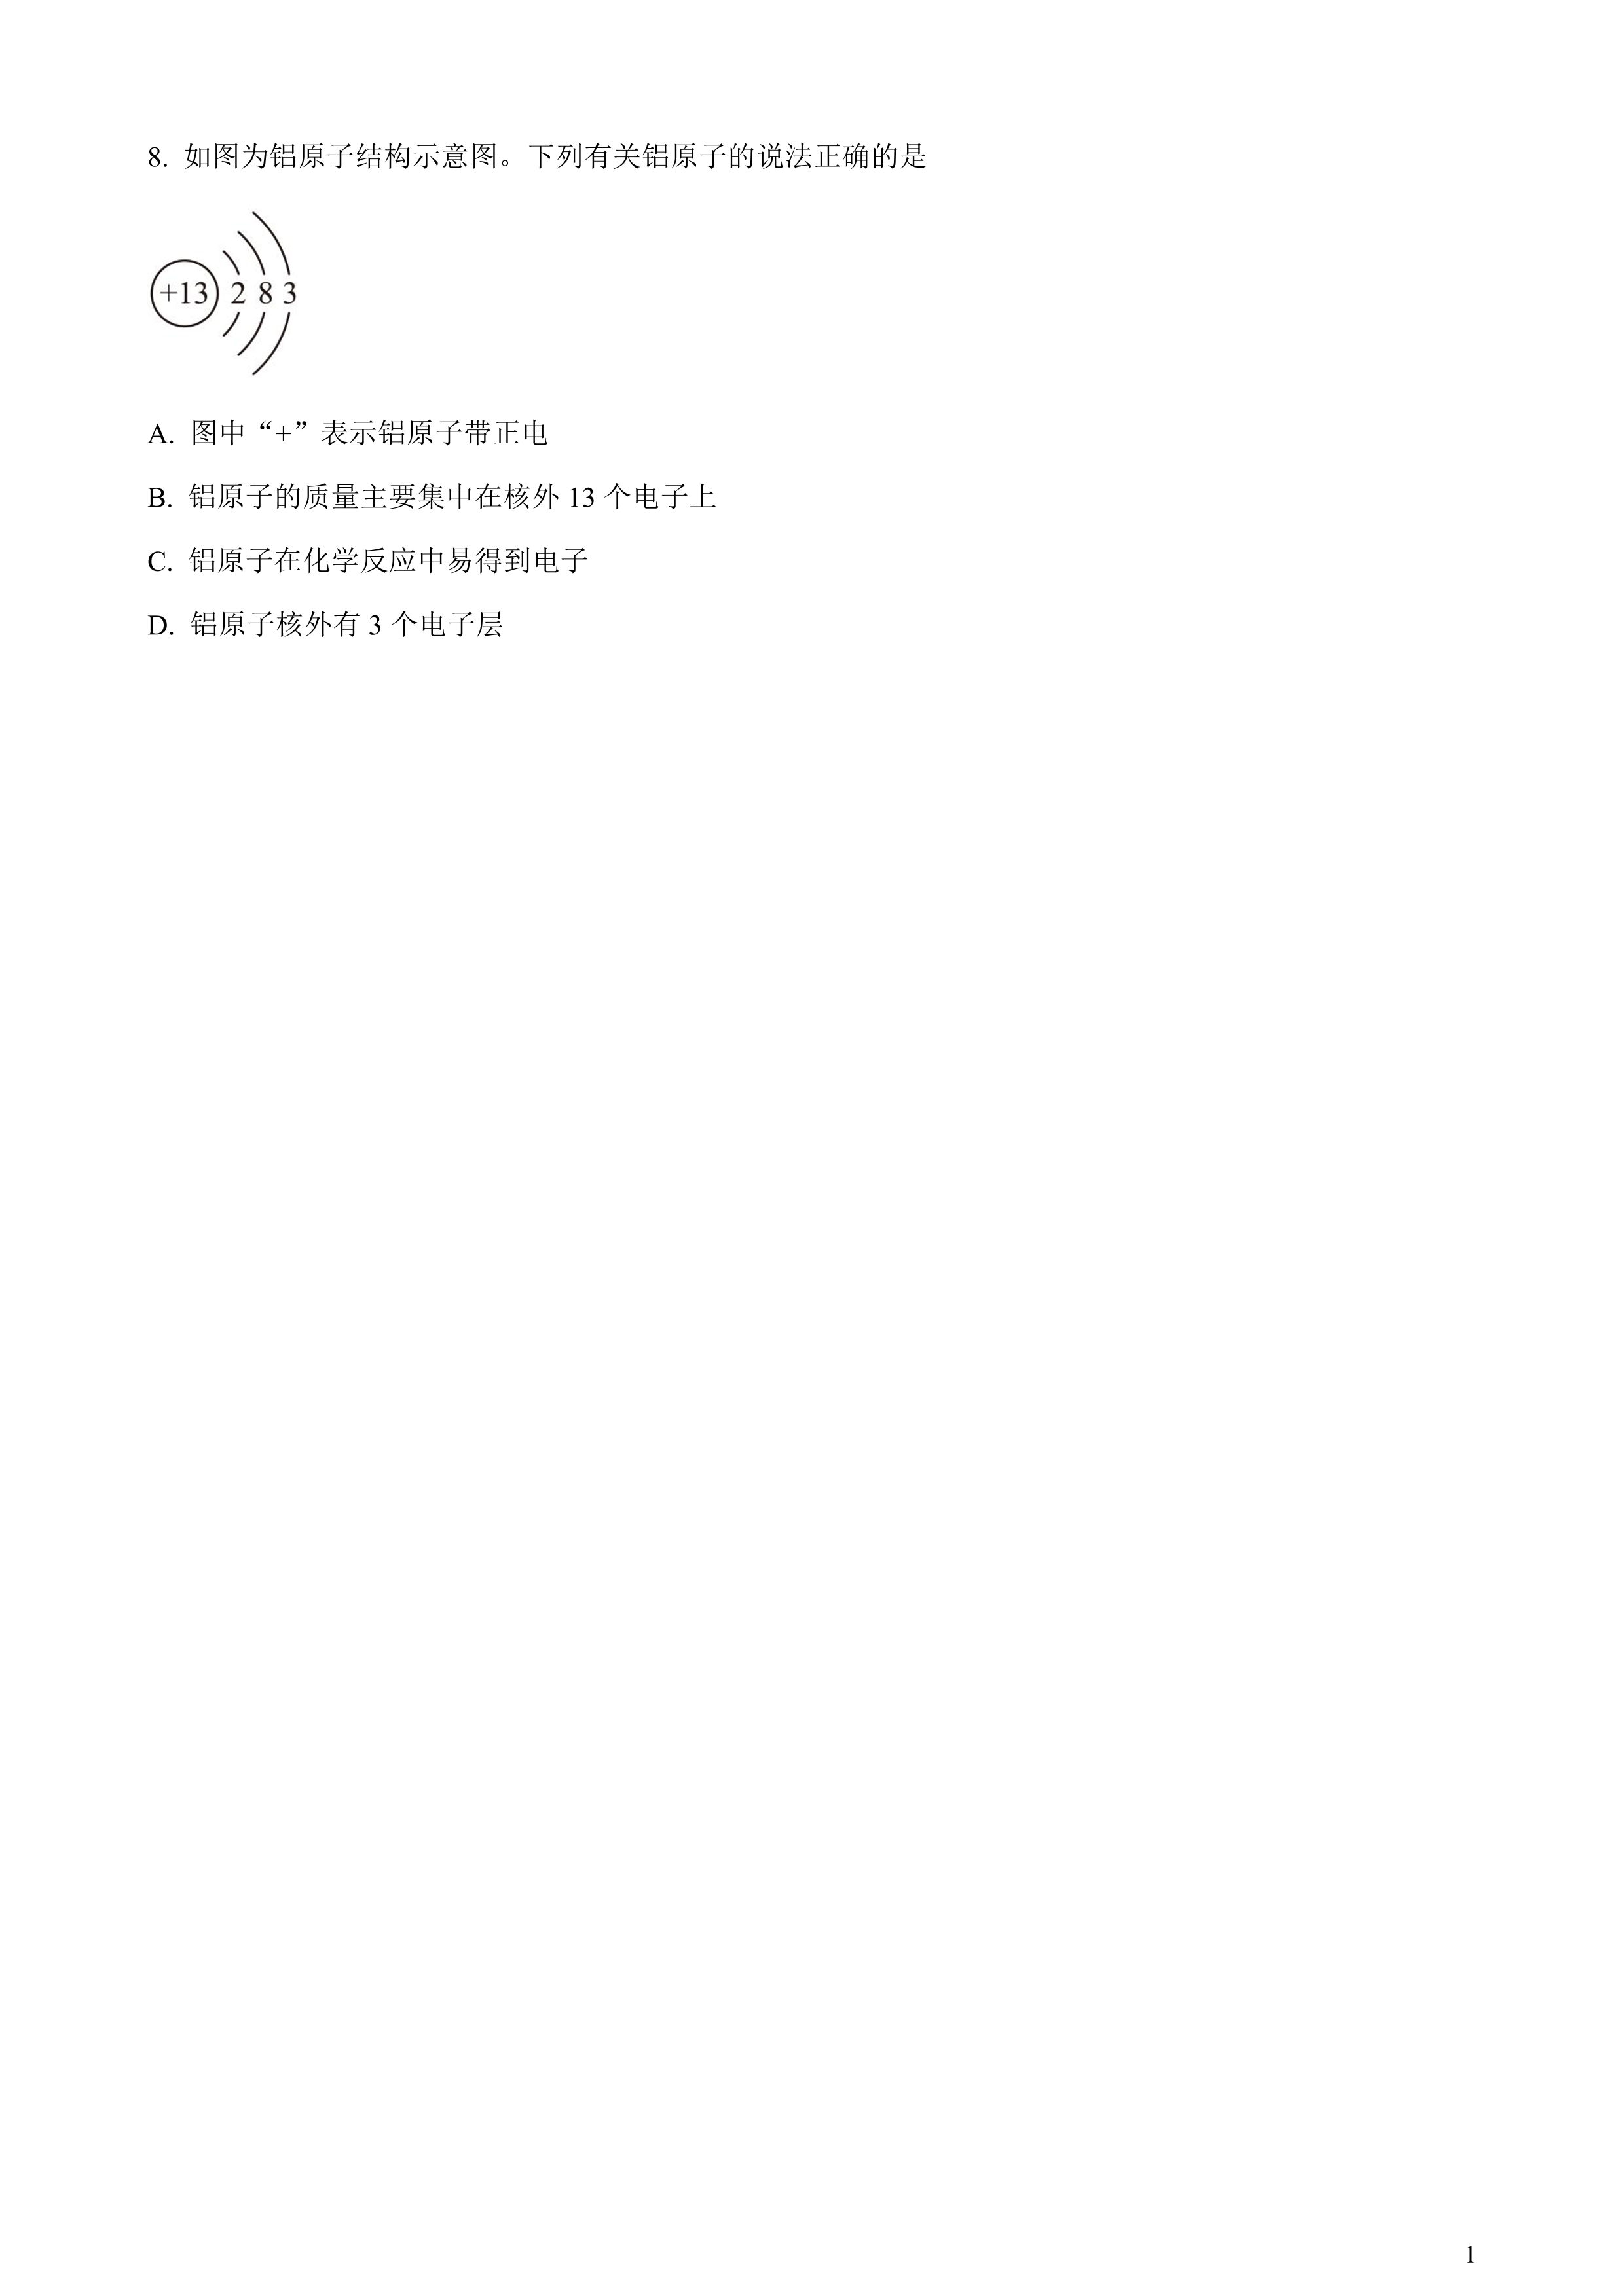 8. 如图为铝原子结构示意图。下列有关铝原子的说法正确的是
+13 2 8 3
A. 图中“+”表示铝原子带正电
B. 铝原子的质量主要集中在核外 13 个电子上
C. 铝原子在化学反应中易得到电子
D. 铝原子核外有 3 个电子层
1